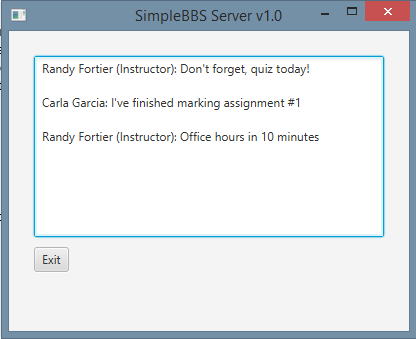 SimpleBBS Server v1.0
Randy Fortier (Instructor): Don't forget, quiz today!
Carla Garcia: I've finished marking assignment #1
Randy Fortier (Instructor): Office hours in 10 minutes
Exit